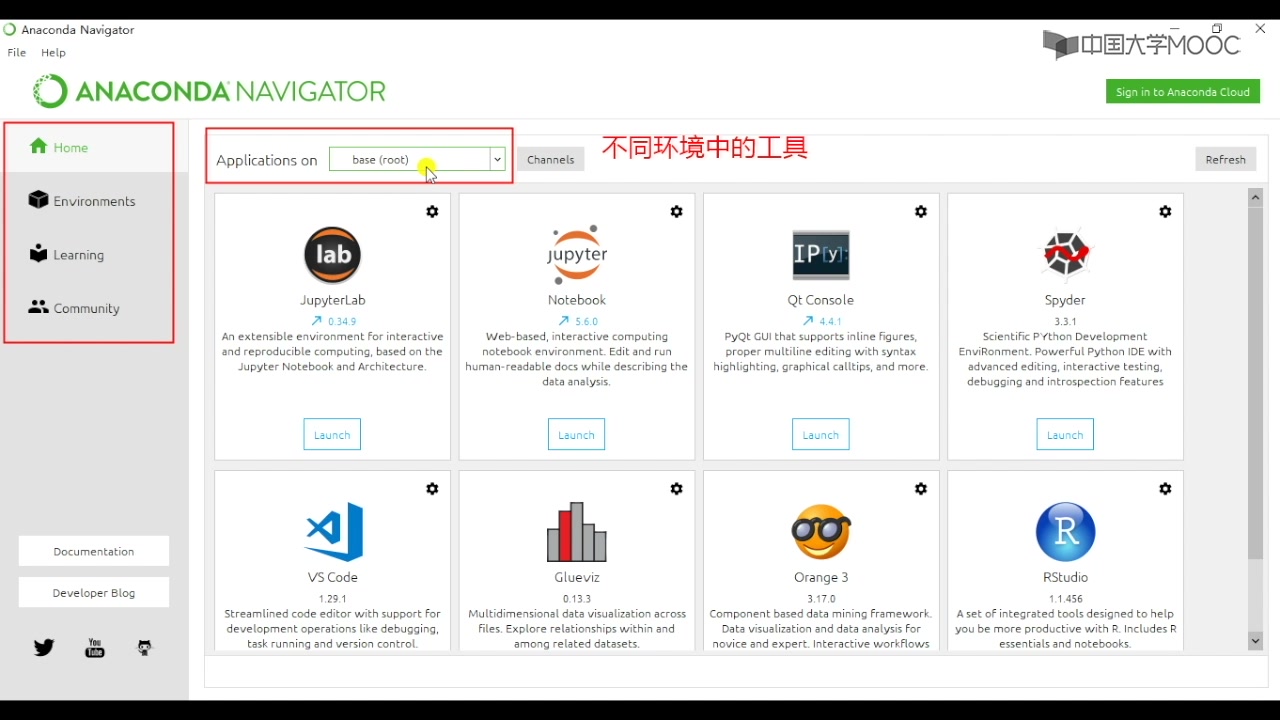 Anaconda Navigator
File Help
中国大学MOOC
ANACONDA NAVIGATOR
Sign in to Anaconda Cloud
Home
Environments
Learning
Community
Documentation
Developer Blog
You
Tube
Applications on base (root) Channels
不同环境中的工具
Refresh
lab
JupyterLab
0.34.9
An extensible environment for interactive
and reproducible computing, based on the
Jupyter Notebook and Architecture.
Launch
jupyter
Notebook
5.6.0
Web-based, interactive computing
notebook environment. Edit and run
human-readable docs while describing the
data analysis.
Launch
IP[y]:
Qt Console
4.4.1
PyQt GUI that supports inline figures,
proper multiline editing with syntax
highlighting, graphical calltips, and more.
Launch
Spyder
3.3.1
Scientific PYthon Development
EnviRonment. Powerful Python IDE with
advanced editing, interactive testing,
debugging and introspection features
Launch
VS Code
1.29.1
Streamlined code editor with support for
development operations like debugging,
task running and version control.
Glueviz
0.13.3
Multidimensional data visualization across
files. Explore relationships within and
among related datasets.
Orange 3
3.17.0
Component based data mining framework.
Data visualization and data analysis for
novice and expert. Interactive workflows
R
RStudio
1.1.456
A set of integrated tools designed to help
you be more productive with R. Includes R
essentials and notebooks.